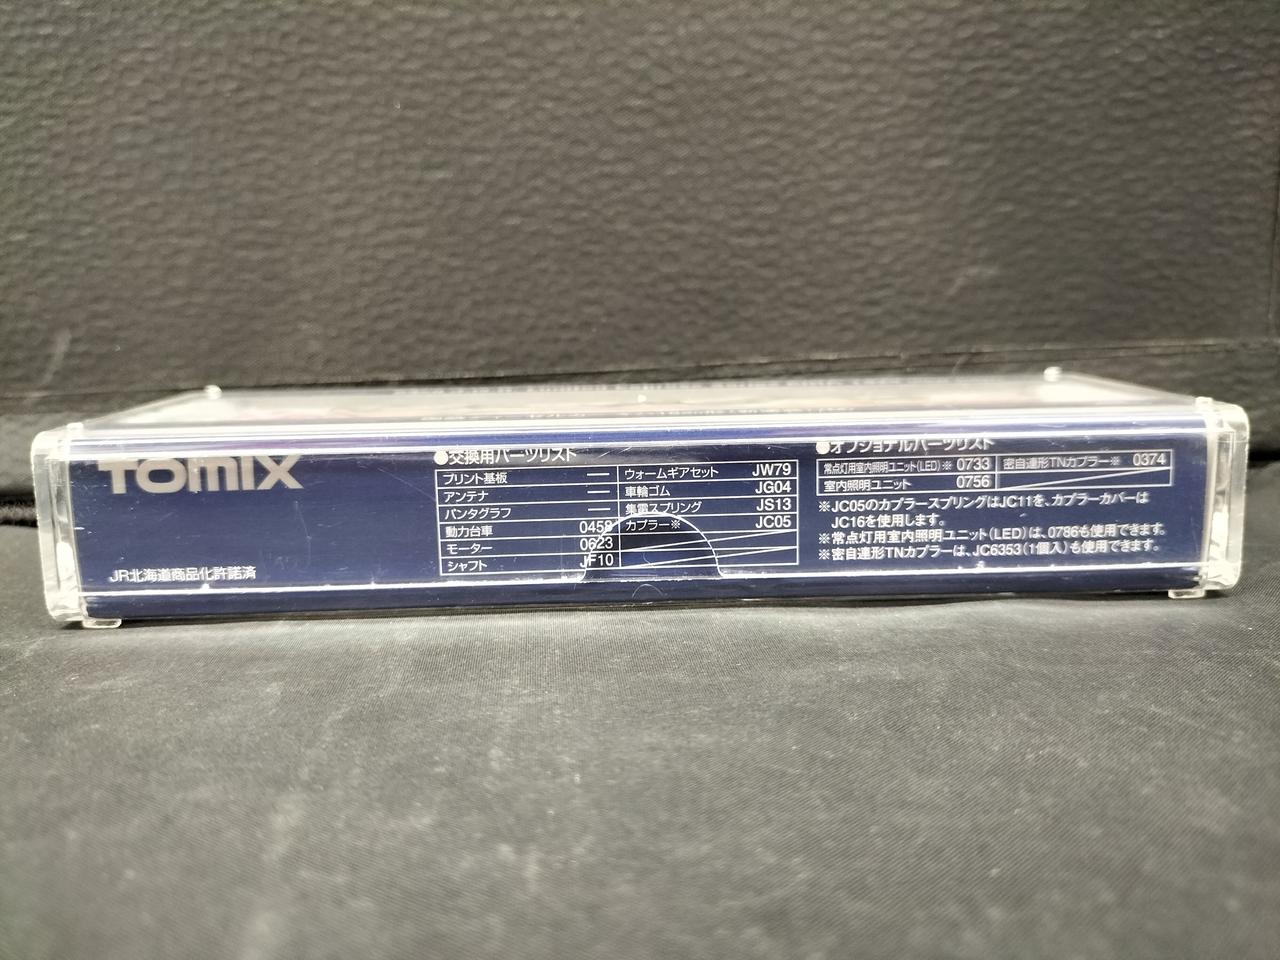 TOMIX
JR北海道商品化許諾済
●交換用パーツリスト
プリント基板 —
アンテナ —
パンタグラフ —
動力台車 0458
モーター 0623
シャフト JF10
ウォームギアセット JW79
車輪ゴム JG04
集電スプリング JS13
カプラー※ JC05
●オプショナルパーツリスト
常点灯用室内照明ユニット(LED)※ 0733 密自連形TNカプラー※ 0374
室内照明ユニット 0756
※JC05のカプラースプリングはJC11を、カプラーカバーは
JC16を使用します。
※常点灯用室内照明ユニット(LED)は、0786も使用できます。
※密自連形TNカプラーは、JC6353(1個入)も使用できます。